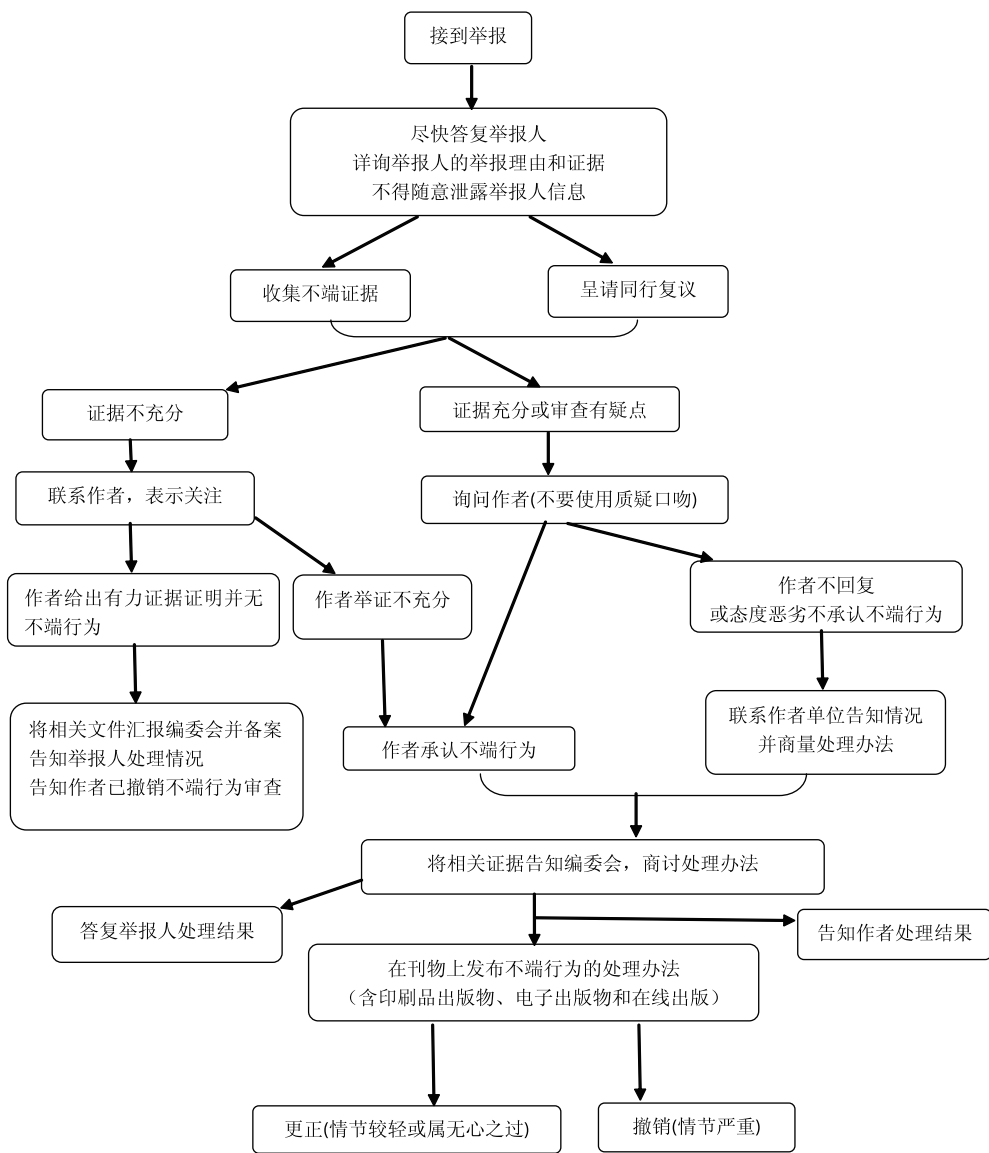 接到举报
尽快答复举报人
详询举报人的举报理由和证据
不得随意泄露举报人信息
收集不端证据
呈请同行复议
证据不充分
证据充分或审查有疑点
联系作者，表示关注
询问作者(不要使用质疑口吻)
作者给出有力证据证明并无
不端行为
作者举证不充分
作者不回复
或态度恶劣不承认不端行为
将相关文件汇报编委会并备案
告知举报人处理情况
告知作者已撤销不端行为审查
作者承认不端行为
联系作者单位告知情况
并商量处理办法
将相关证据告知编委会，商讨处理办法
答复举报人处理结果
告知作者处理结果
在刊物上发布不端行为的处理办法
（含印刷品出版物、电子出版物和在线出版）
更正(情节较轻或属无心之过)
撤销(情节严重)